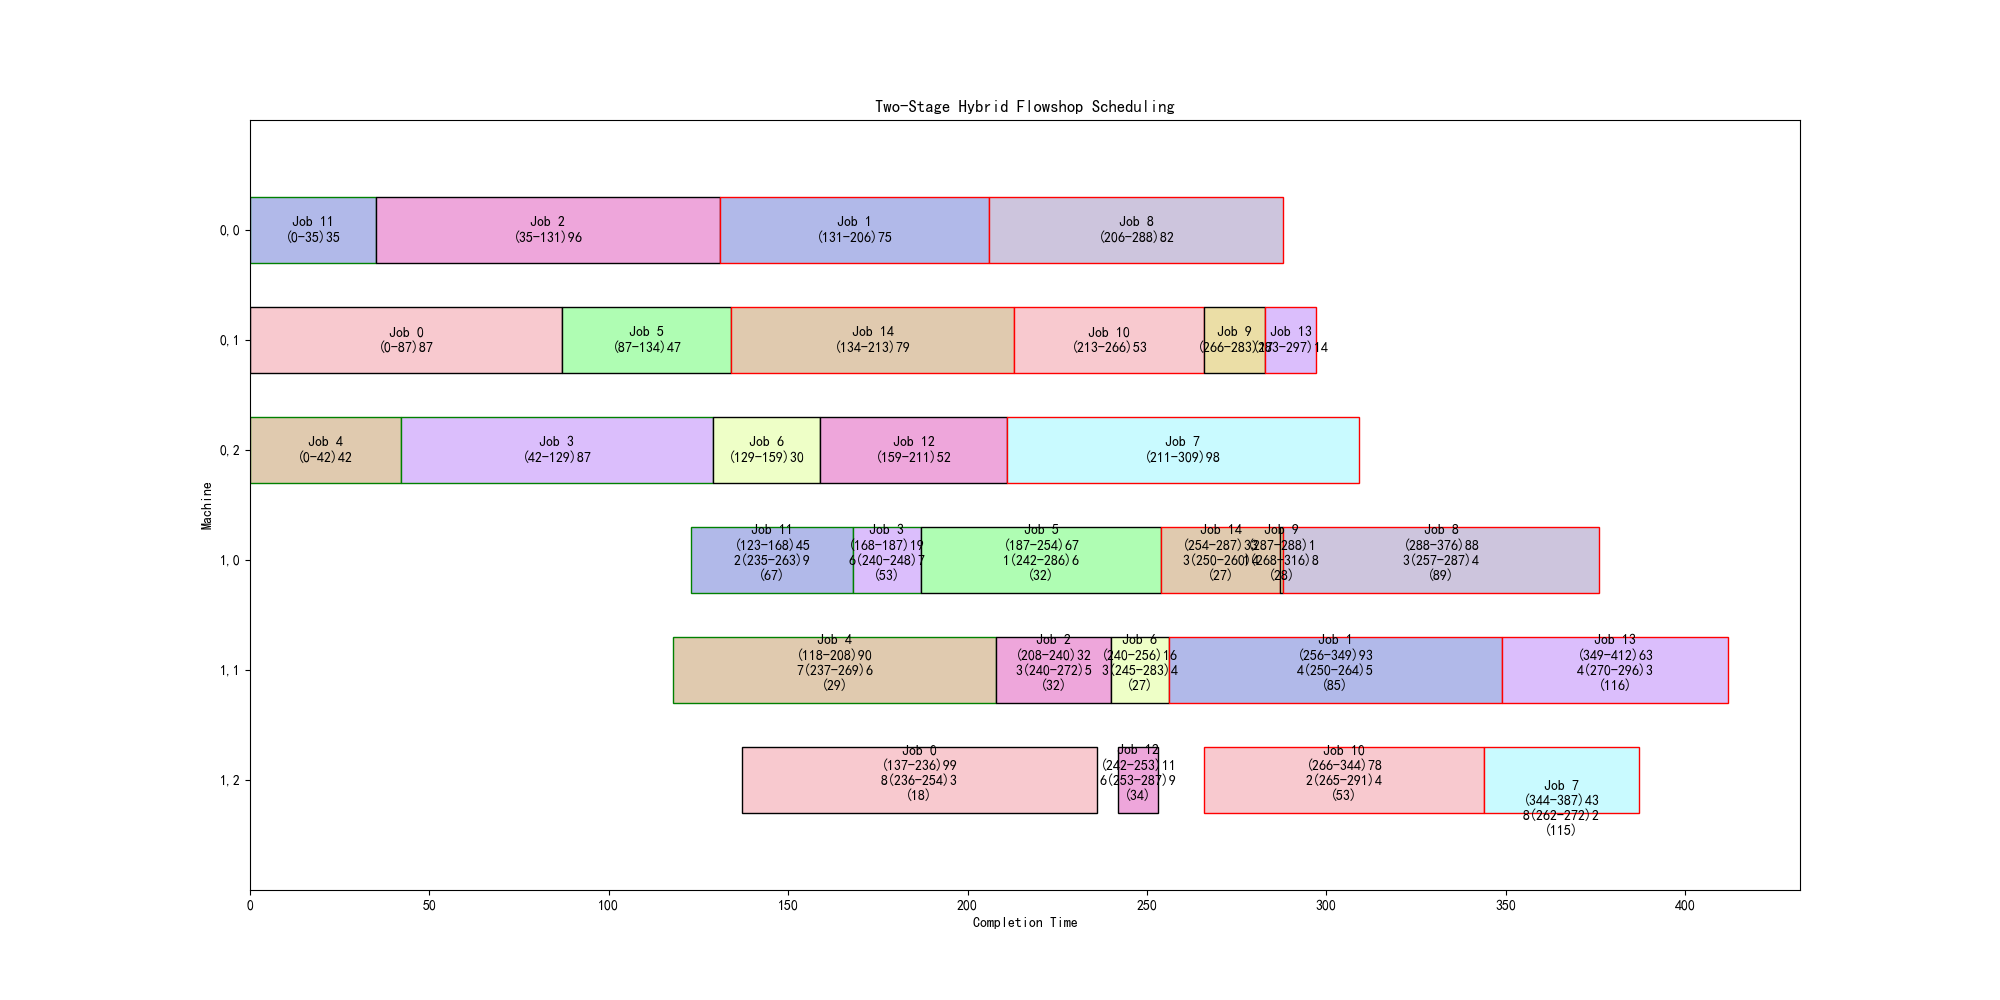 Two-Stage Hybrid Flowshop Scheduling
0,0
Job 11
(0-35)35
Job 2
(35-131)96
Job 1
(131-206)75
Job 8
(206-288)82
0,1
Job 0
(0-87)87
Job 5
(87-134)47
Job 14
(134-213)79
Job 10
(213-266)53
Job 9
(266-283)17
Job 13
(283-297)14
0,2
Job 4
(0-42)42
Job 3
(42-129)87
Job 6
(129-159)30
Job 12
(159-211)52
Job 7
(211-309)98
Machine
1,0
Job 11
(123-168)45
2(235-263)9
(67)
Job 3
(168-187)19
6(240-248)7
(53)
Job 5
(187-254)67
1(242-286)6
(32)
Job 14
(254-287)33
3(250-260)4
(27)
Job 9
(287-288)1
1(268-316)8
(28)
Job 8
(288-376)88
3(257-287)4
(89)
1,1
Job 4
(118-208)90
7(237-269)6
(29)
Job 2
(208-240)32
3(240-272)5
(32)
Job 6
(240-256)16
3(245-283)4
(27)
Job 1
(256-349)93
4(250-264)5
(85)
Job 13
(349-412)63
4(270-296)3
(116)
1,2
Job 0
(137-236)99
8(236-254)3
(18)
Job 12
(242-253)11
6(253-287)9
(34)
Job 10
(266-344)78
2(265-291)4
(53)
Job 7
(344-387)43
8(262-272)2
(115)
0
50
100
150
200
250
300
350
400
Completion Time